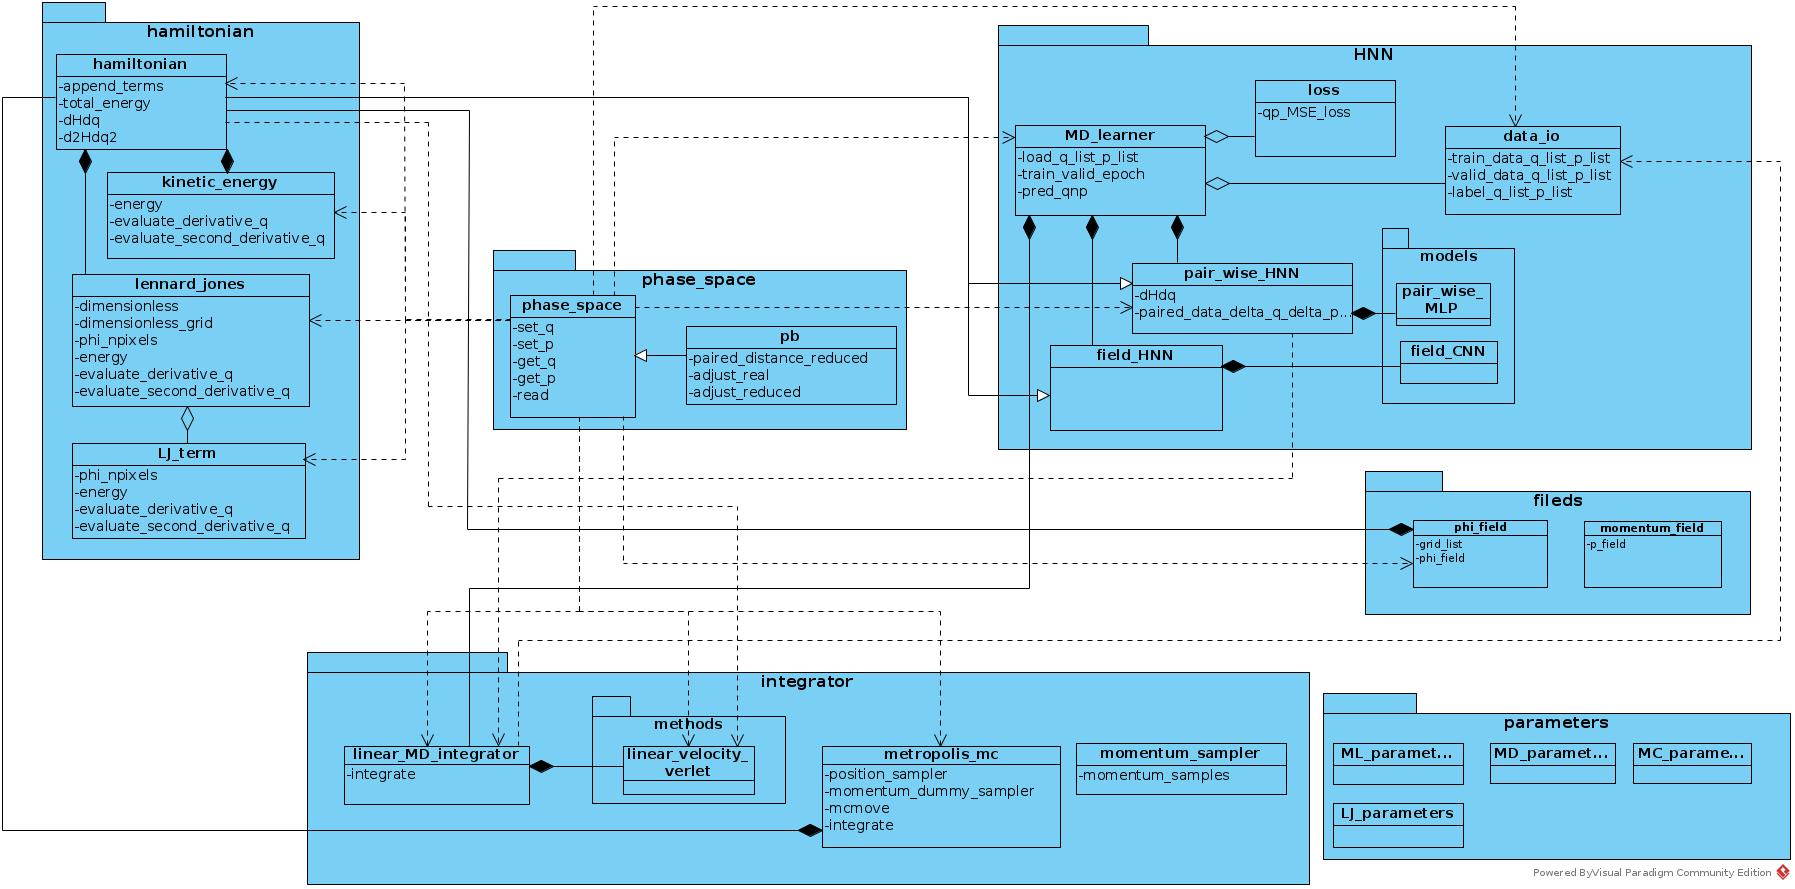 hamiltonian
hamiltonian
-append_terms
-total_energy
-dHdq
-d2Hdq2
kinetic_energy
-energy
-evaluate_derivative_q
-evaluate_second_derivative_q
lennard_jones
-dimensionless
-dimensionless_grid
-phi_npixels
-energy
-evaluate_derivative_q
-evaluate_second_derivative_q
LJ_term
-phi_npixels
-energy
-evaluate_derivative_q
-evaluate_second_derivative_q
phase_space
phase_space
-set_q
-set_p
-get_q
-get_p
-read
pb
-paired_distance_reduced
-adjust_real
-adjust_reduced
HNN
loss
-qp_MSE_loss
MD_learner
-load_q_list_p_list
-train_valid_epoch
-pred_qnp
data_io
-train_data_q_list_p_list
-valid_data_q_list_p_list
-label_q_list_p_list
pair_wise_HNN
-dHdq
-paired_data_delta_q_delta_p...
field_HNN
models
pair_wise_
MLP
field_CNN
fileds
phi_field
-grid_list
-phi_field
momentum_field
-p_field
integrator
linear_MD_integrator
-integrate
methods
linear_velocity_
verlet
metropolis_mc
-position_sampler
-momentum_dummy_sampler
-mcmove
-integrate
momentum_sampler
-momentum_samples
parameters
ML_paramet...
MD_paramet...
MC_parame...
LJ_parameters
Powered ByVisual Paradigm Community Edition